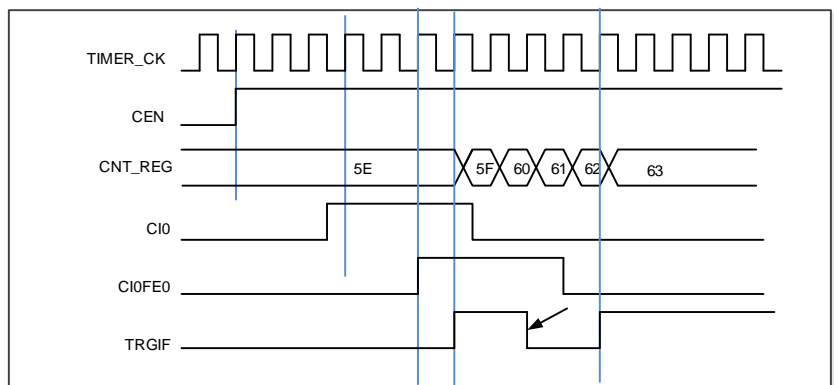 TIMER_CK
CEN
CNT_REG 5E 5F 60 61 62 63
CI0
CI0FE0
TRGIF